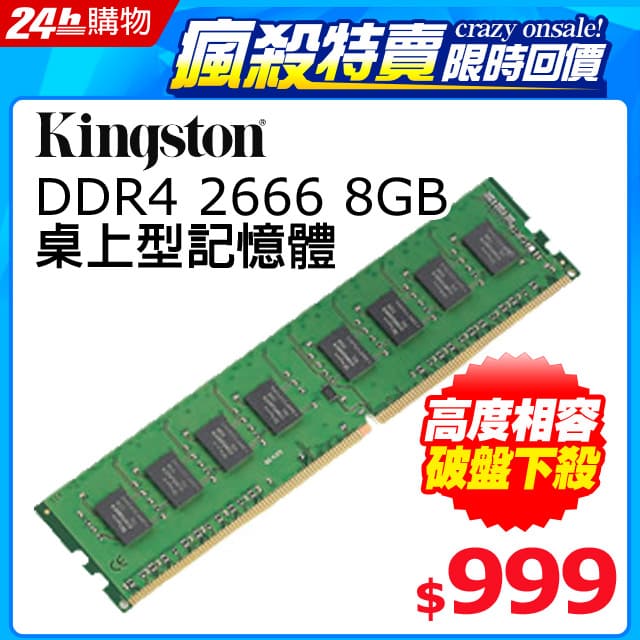 24h購物
瘋殺特賣
crazy onsale!
限時回價
Kingston®
DDR4 2666 8GB
桌上型記憶體
高度相容
破盤下殺
$999